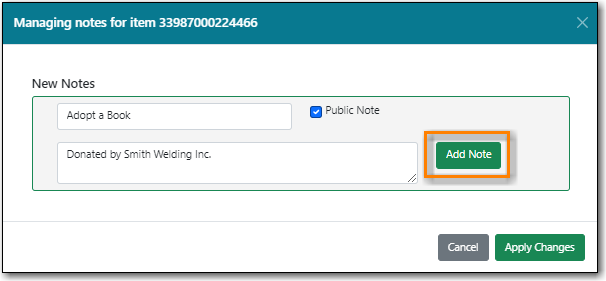 Managing notes for item 33987000224466
New Notes
Adopt a Book
Public Note
Donated by Smith Welding Inc.
Add Note
Cancel
Apply Changes